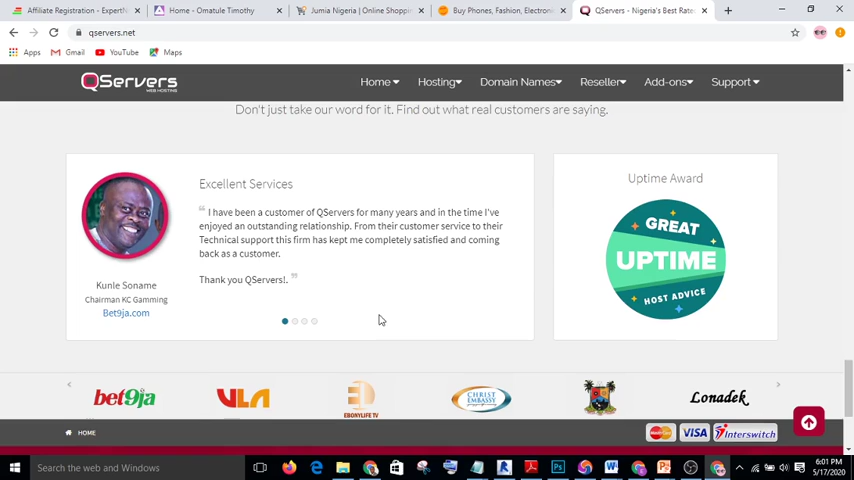 Affiliate Registration - ExpertN
Home - Omatule Timothy
Jumia Nigeria | Online Shoppin
Buy Phones, Fashion, Electron
QServers - Nigeria's Best Rate
qservers.net
Apps Gmail YouTube Maps
QServers
WEB HOSTING
Home Hosting Domain Names Reseller Add-ons Support
Don't just take our word for it. Find out what real customers are saying.
Excellent Services
“ I have been a customer of QServers for many years and in the time I've
enjoyed an outstanding relationship. From their customer service to their
Technical support this firm has kept me completely satisfied and coming
back as a customer.
Thank you QServers!. ”
Kunle Soname
Chairman KC Gamming
Bet9ja.com
Uptime Award
GREAT
UPTIME
HOST ADVICE
bet9ja
VLA
EBONYLIFE TV
CHRIST
EMBASSY
Lonadek
HOME
MasterCard VISA Interswitch
Search the web and Windows
6:01 PM
5/17/2020